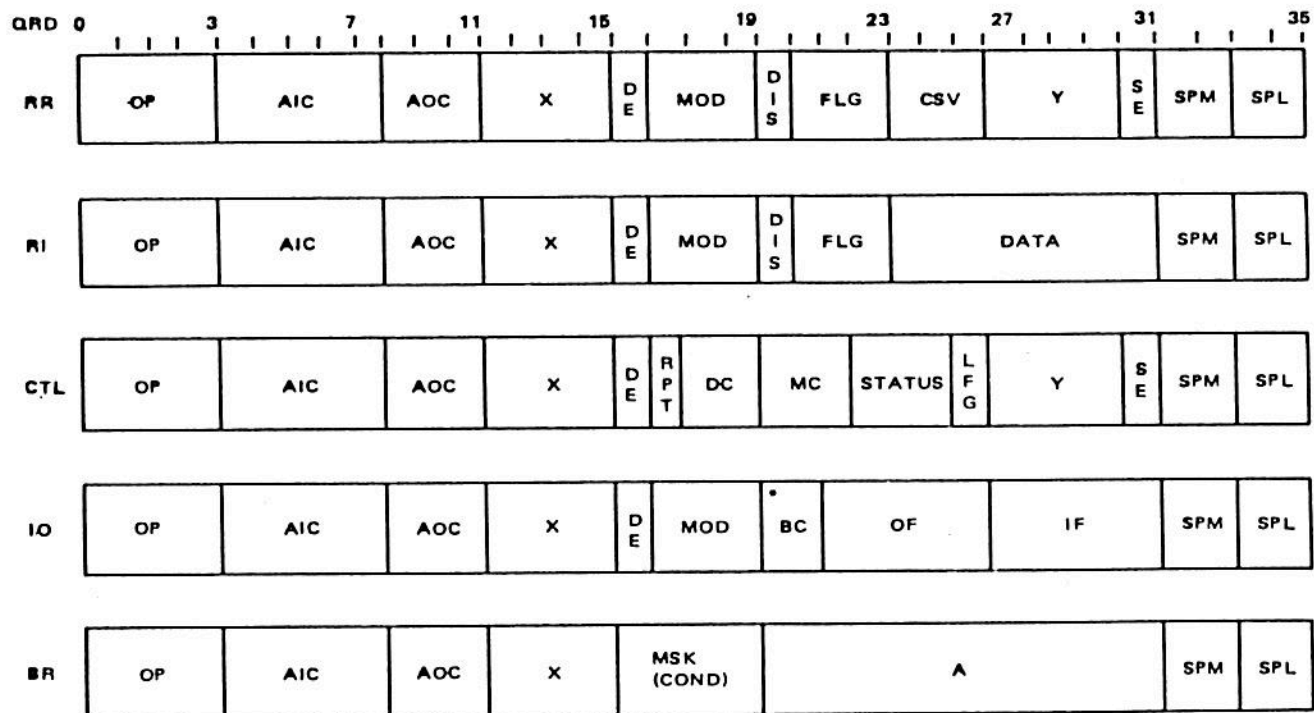 QRD 0 3 7 11 15 19 23 27 31 35
RR OP AIC AOC X DE MOD DIS FLG CSV Y SE SPM SPL
RI OP AIC AOC X DE MOD DIS FLG DATA SPM SPL
CTL OP AIC AOC X DE RPT DC MC STATUS LFG Y SE SPM SPL
IO OP AIC AOC X DE MOD BC OF IF SPM SPL
BR OP AIC AOC X MSK (COND) A SPM SPL